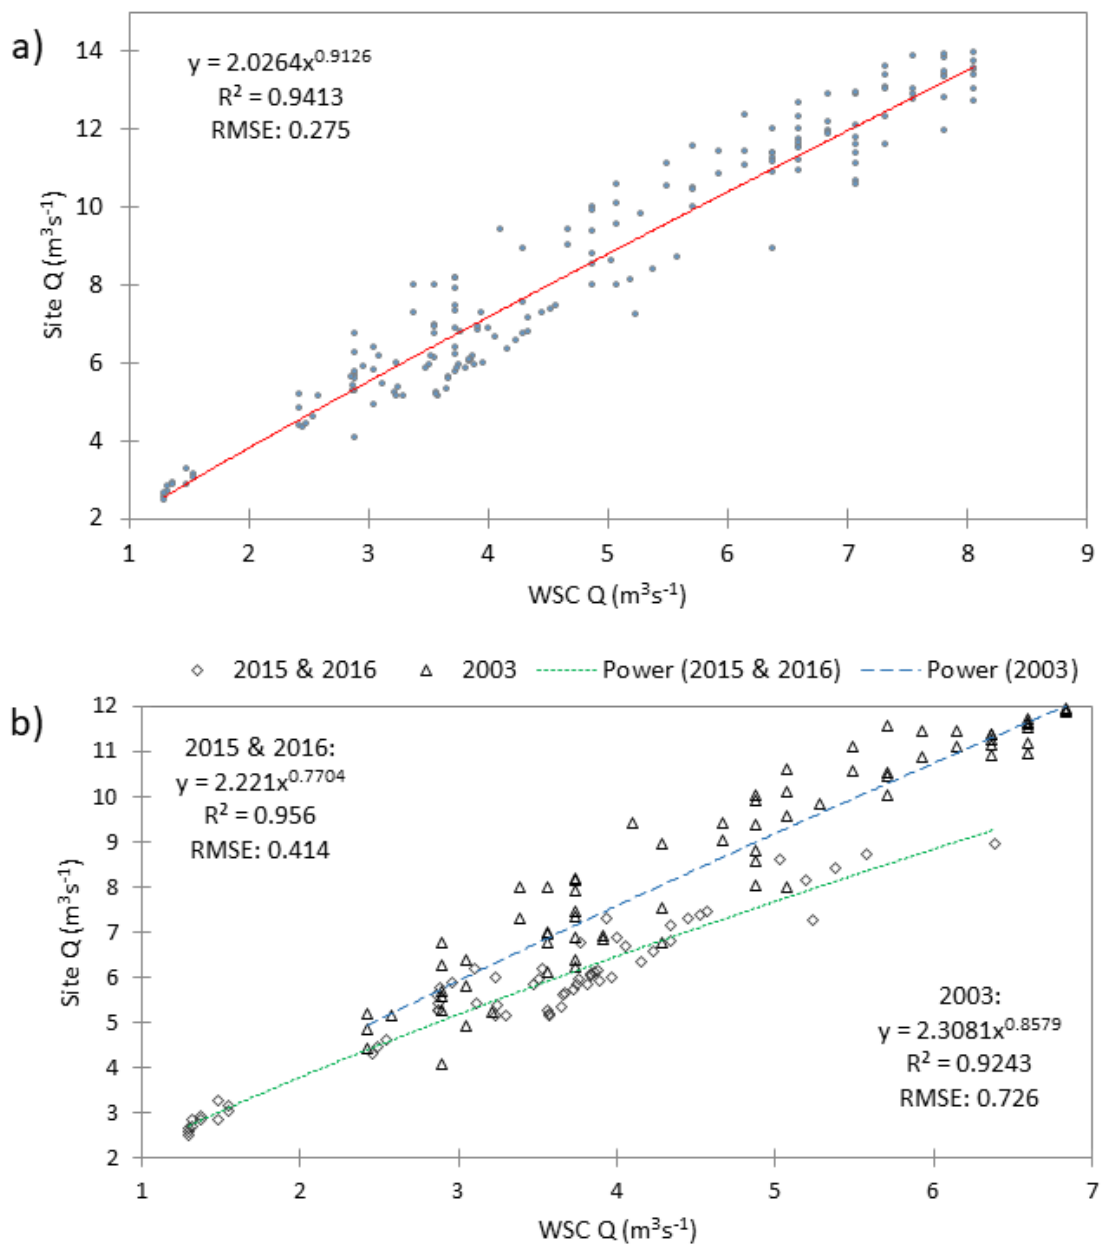 a)
y = 2.0264x^0.9126
R² = 0.9413
RMSE: 0.275
Site Q (m³s⁻¹)
14
12
10
8
6
4
2
1 2 3 4 5 6 7 8 9
WSC Q (m³s⁻¹)
2015 & 2016 2003 Power (2015 & 2016) Power (2003)
b)
2015 & 2016:
y = 2.221x^0.7704
R² = 0.956
RMSE: 0.414
Site Q (m³s⁻¹)
12
11
10
9
8
7
6
5
4
3
2
2003:
y = 2.3081x^0.8579
R² = 0.9243
RMSE: 0.726
1 2 3 4 5 6 7
WSC Q (m³s⁻¹)